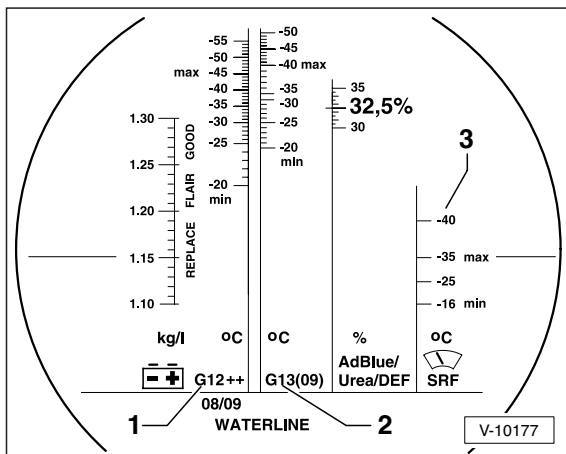 1.30
1.25
1.20
1.15
1.10
GOOD
FLAIR
REPLACE
kg/l
-55
-50
max -45
-40
-35
-30
-25
-20
min
oC
G12++
08/09
-50
-45
-40 max
-35
-30
-25
-20
mIn
oC
G13(09)
35
32,5%
30
%
AdBlue/
Urea/DEF
3
-40
-35 max
-25
-16 min
oC
SRF
1
2
WATERLINE
V-10177